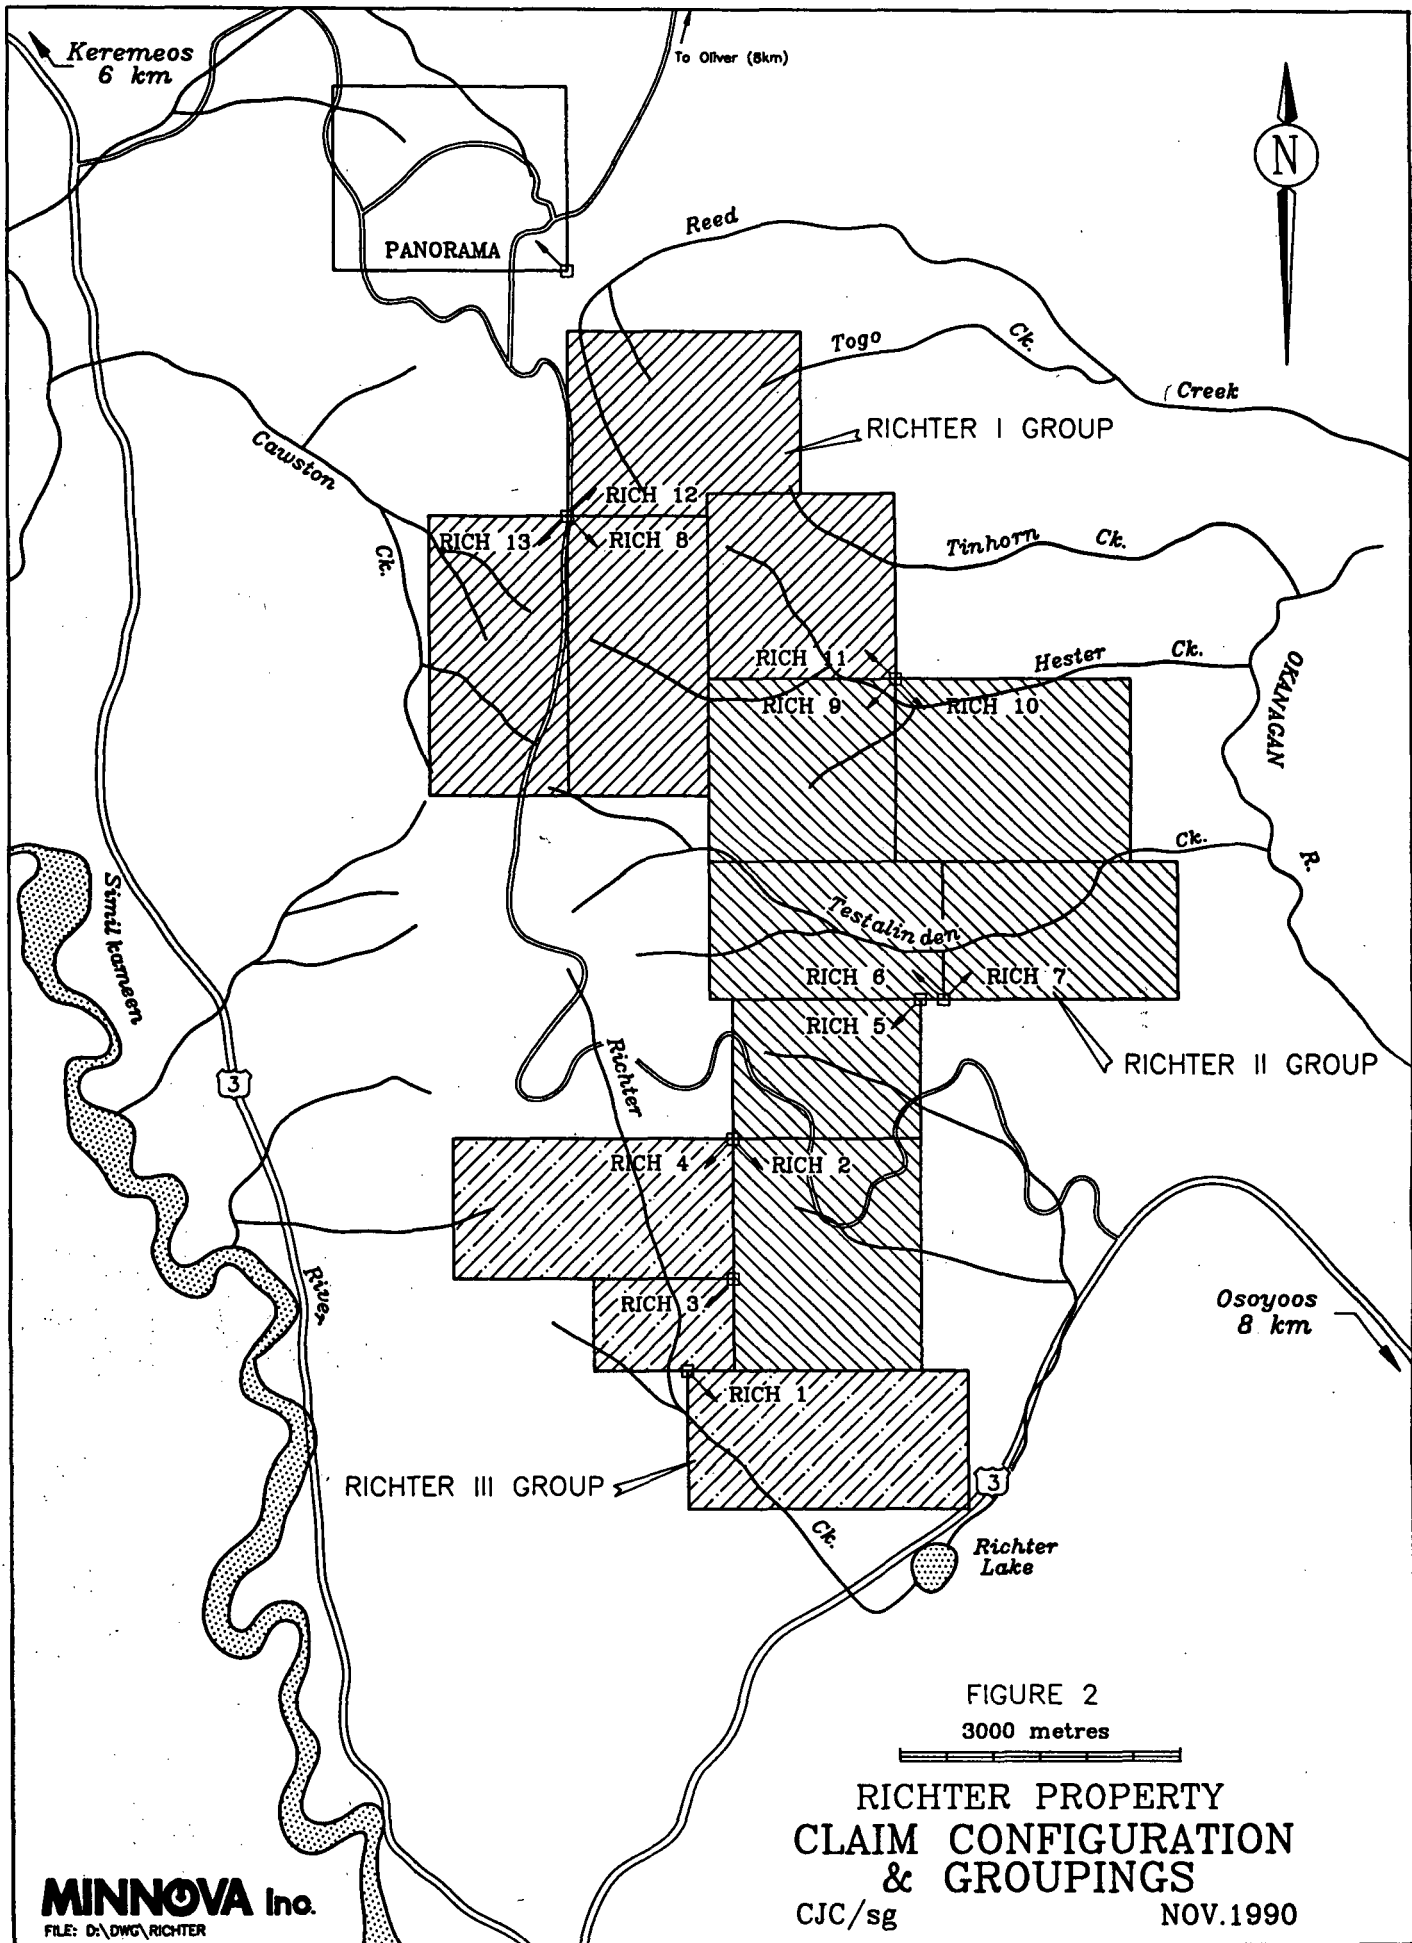 Keremeos
6 km
To Oliver (8km)
N
PANORAMA
Reed
Togo
Ck.
Creek
RICHTER I GROUP
Cawston
Ck.
RICH 12
RICH 13
RICH 8
Tinhorn
Ck.
RICH 11
Hester
Ck.
RICH 9
RICH 10
OKANAGAN
R.
Ck.
Similkameen
Testalinden
RICH 6
RICH 7
RICH 5
RICHTER II GROUP
3
Richter
RICH 4
RICH 2
River
RICH 3
Osoyoos
8 km
RICH 1
RICHTER III GROUP
3
Ck.
Richter
Lake
FIGURE 2
3000 metres
RICHTER PROPERTY
CLAIM CONFIGURATION
& GROUPINGS
CJC/sg NOV.1990
MINNOVA Inc.
FILE: D:\DWG\RICHTER